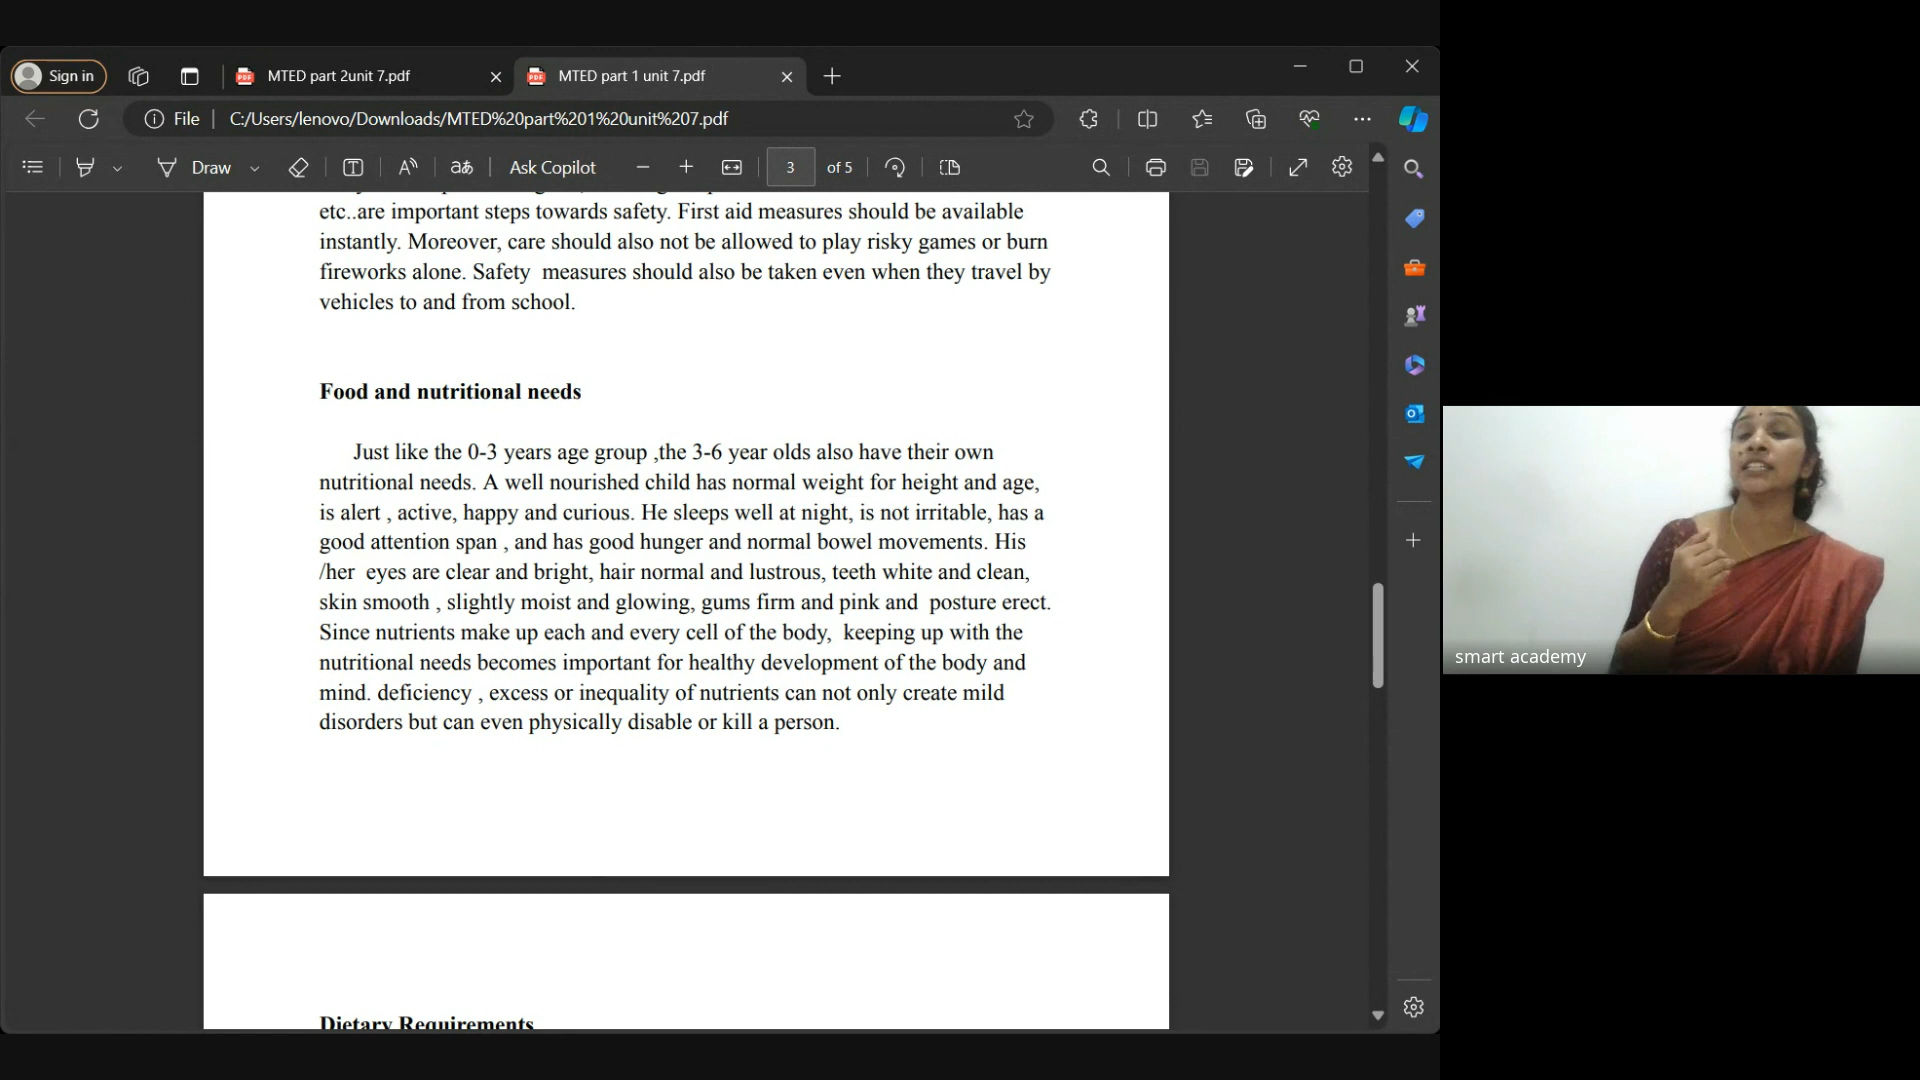 Sign in
MTED part 2unit 7.pdf
MTED part 1 unit 7.pdf
File
C:/Users/lenovo/Downloads/MTED%20part%201%20unit%207.pdf
Draw
Ask Copilot
3 of 5
etc..are important steps towards safety. First aid measures should be available
instantly. Moreover, care should also not be allowed to play risky games or burn
fireworks alone. Safety  measures should also be taken even when they travel by
vehicles to and from school.
Food and nutritional needs
Just like the 0-3 years age group ,the 3-6 year olds also have their own
nutritional needs. A well nourished child has normal weight for height and age,
is alert , active, happy and curious. He sleeps well at night, is not irritable, has a
good attention span , and has good hunger and normal bowel movements. His
/her  eyes are clear and bright, hair normal and lustrous, teeth white and clean,
skin smooth , slightly moist and glowing, gums firm and pink and  posture erect.
Since nutrients make up each and every cell of the body,  keeping up with the
nutritional needs becomes important for healthy development of the body and
mind. deficiency , excess or inequality of nutrients can not only create mild
disorders but can even physically disable or kill a person.
Dietary Requirements
smart academy